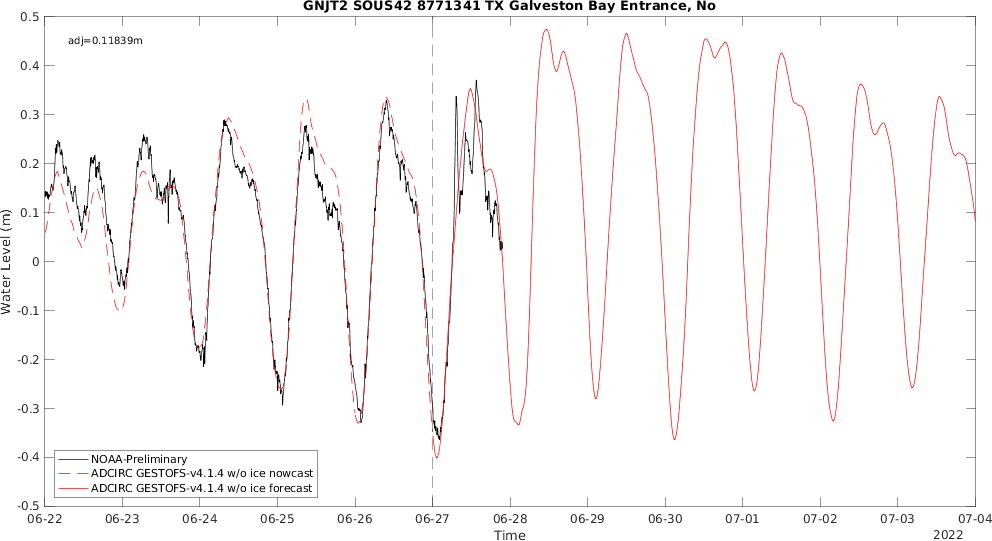 GNJT2 SOUS42 8771341 TX Galveston Bay Entrance, No
adj=0.11839m
0.5
0.4
0.3
0.2
0.1
0
-0.1
-0.2
-0.3
-0.4
-0.5
Water Level (m)
NOAA-Preliminary
ADCIRC GESTOFS-v4.1.4 w/o ice nowcast
ADCIRC GESTOFS-v4.1.4 w/o ice forecast
06-22 06-23 06-24 06-25 06-26 06-27 06-28 06-29 06-30 07-01 07-02 07-03 07-04
Time
2022